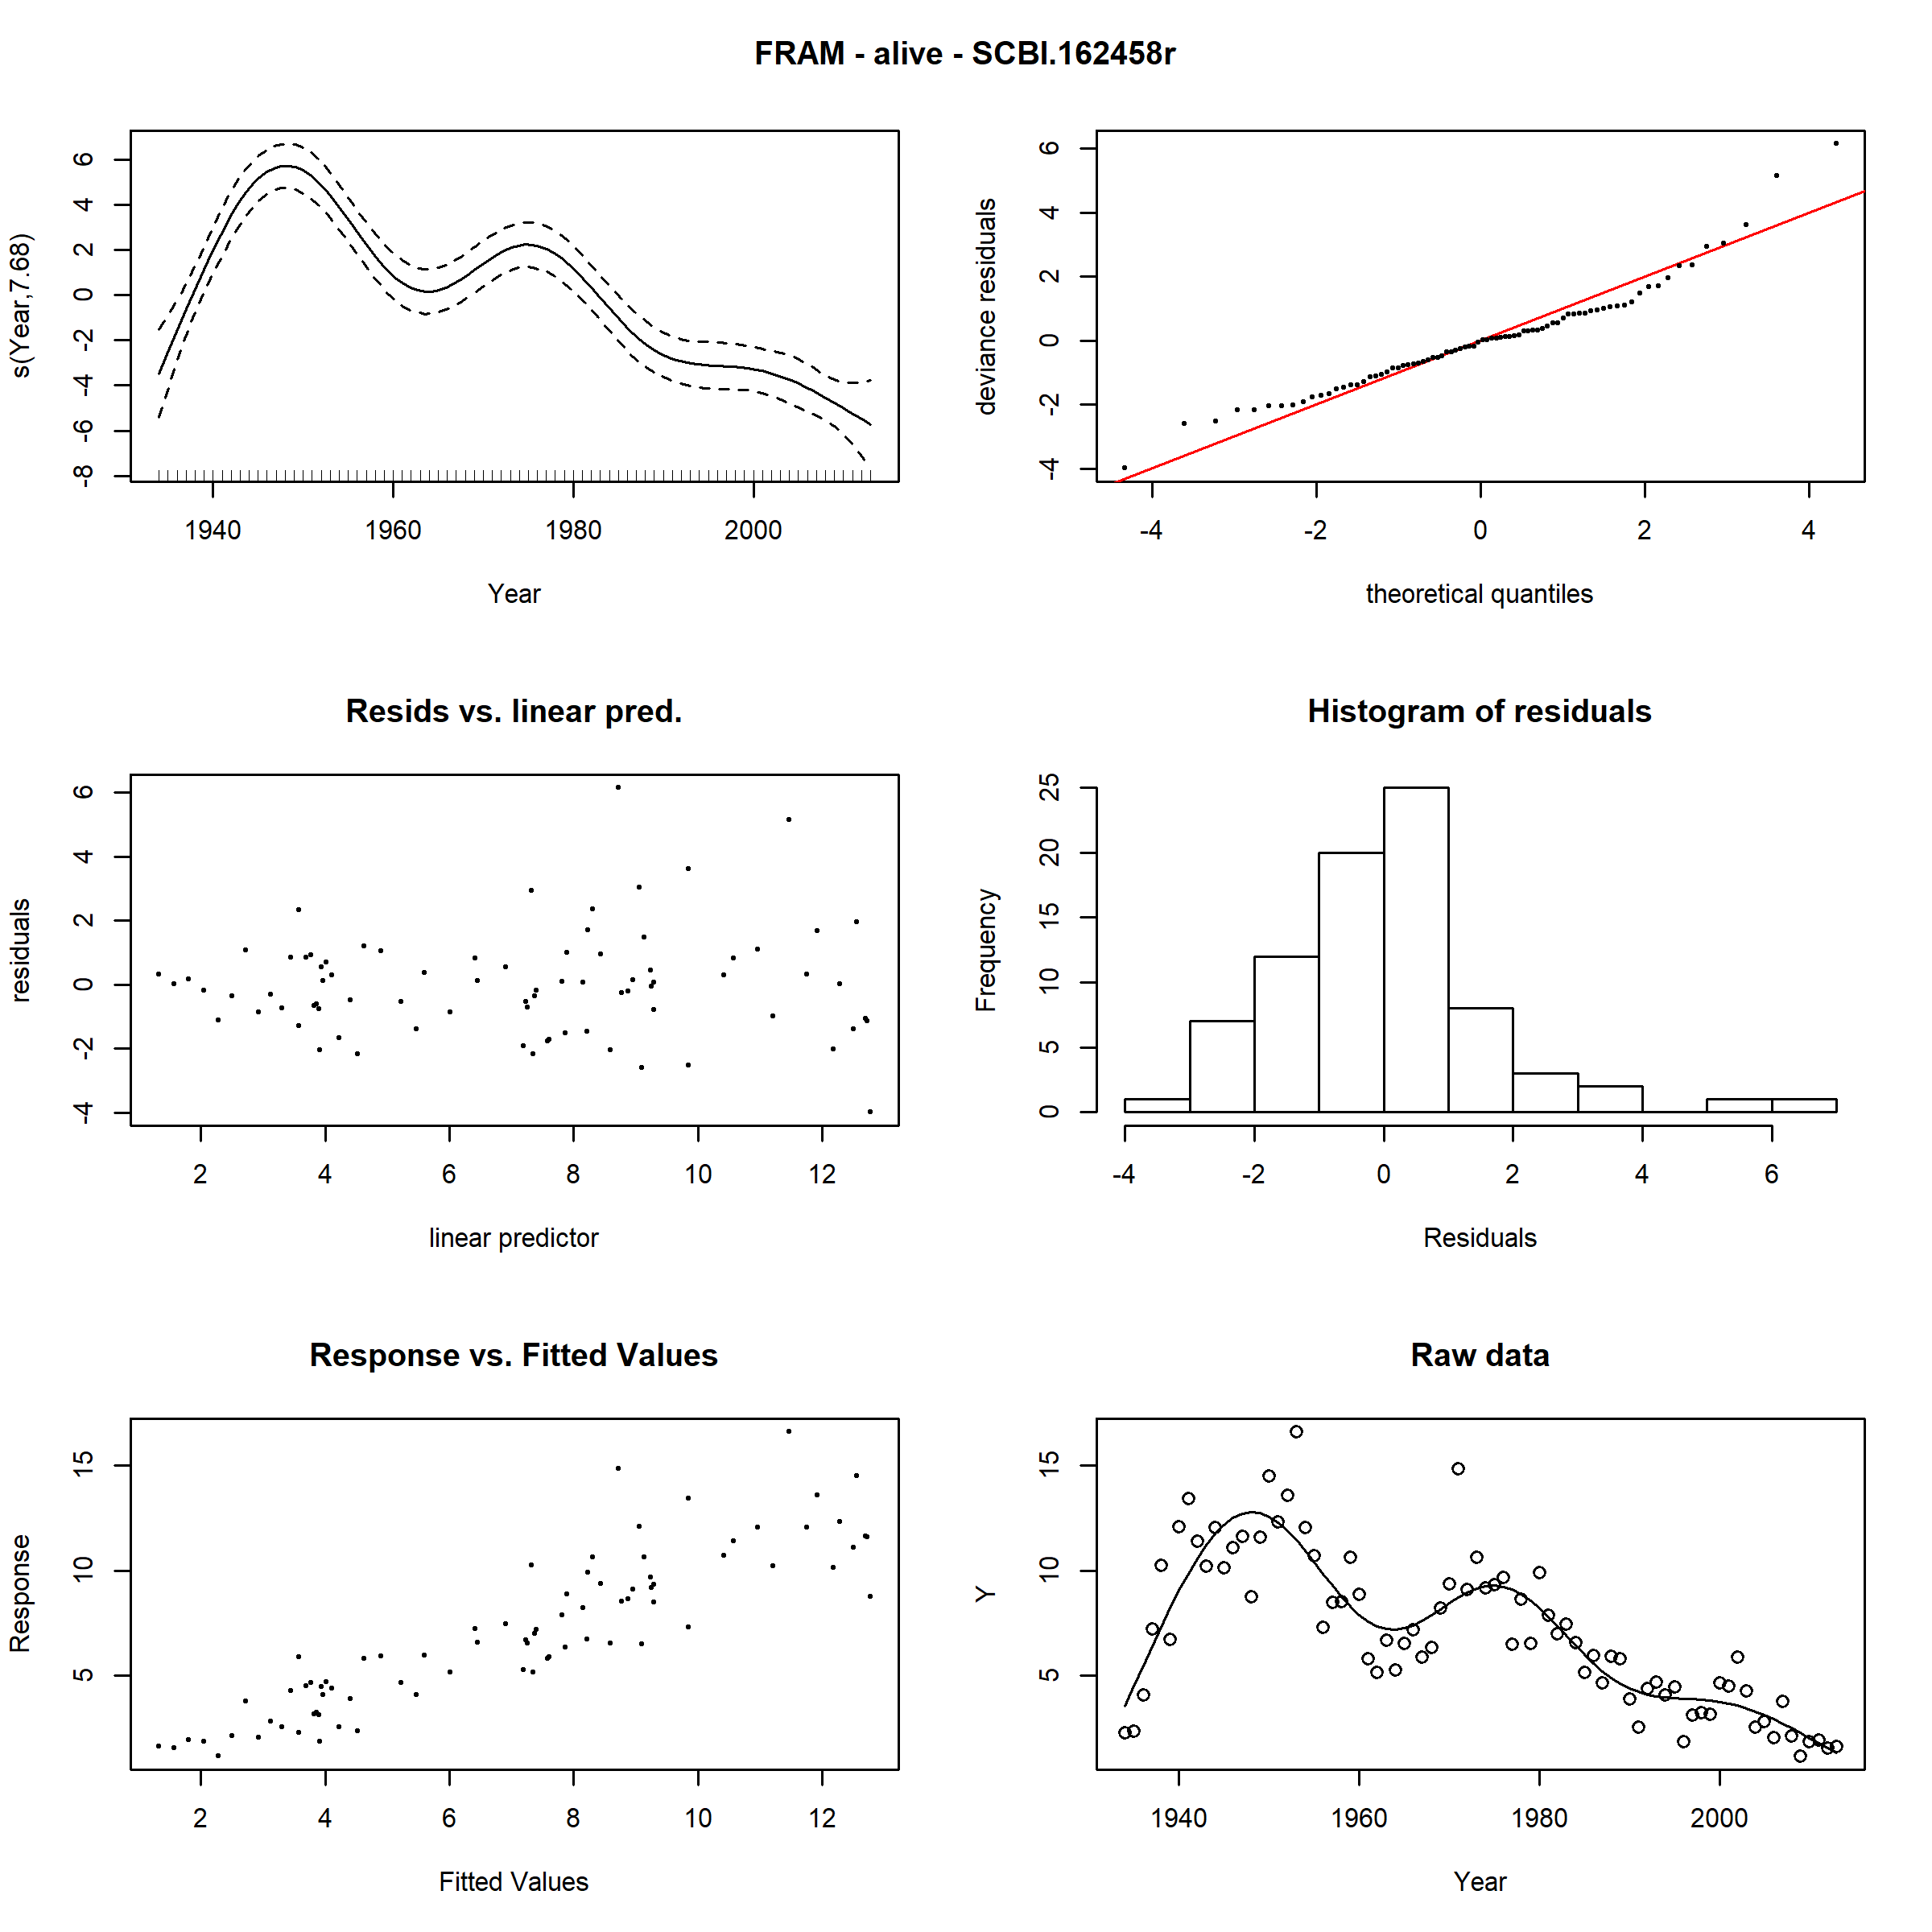 FRAM - alive - SCBI.162458r
s(Year,7.68)
6
4
2
0
-2
-4
-6
-8
1940 1960 1980 2000
Year
deviance residuals
6
4
2
0
-2
-4
-4 -2 0 2 4
theoretical quantiles
Resids vs. linear pred.
residuals
6
4
2
0
-2
-4
2 4 6 8 10 12
linear predictor
Histogram of residuals
Frequency
25
20
15
10
5
0
-4 -2 0 2 4 6
Residuals
Response vs. Fitted Values
Response
15
10
5
2 4 6 8 10 12
Fitted Values
Raw data
Y
15
10
5
1940 1960 1980 2000
Year